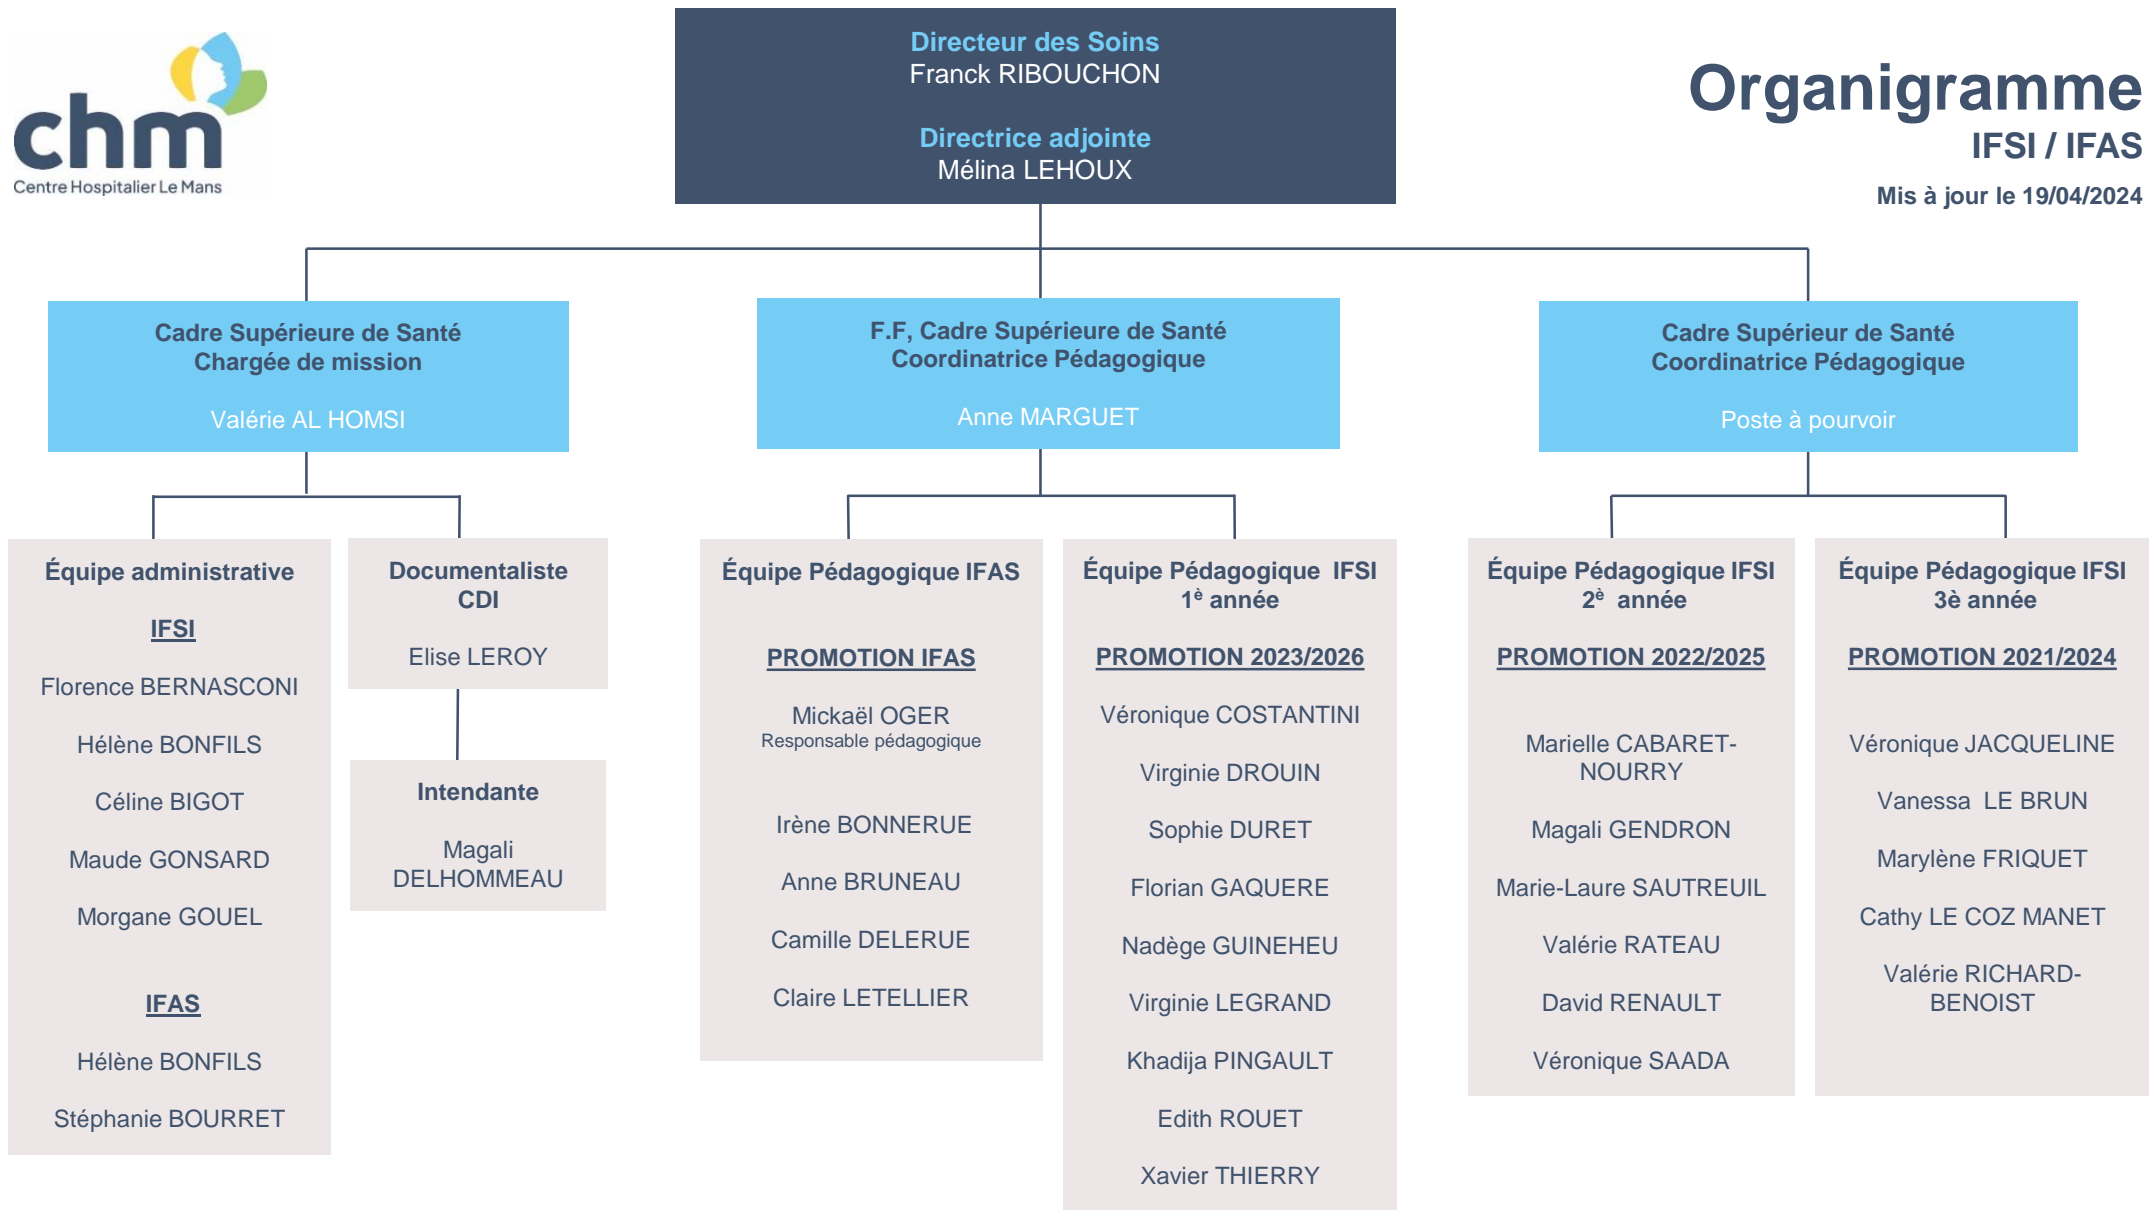 chm
Centre Hospitalier Le Mans
Directeur des Soins
Franck RIBOUCHON
Directrice adjointe
Mélina LEHOUX
Organigramme
IFSI / IFAS
Mis à jour le 19/04/2024
Cadre Supérieure de Santé
Chargée de mission
Valérie AL HOMSI
F.F, Cadre Supérieure de Santé
Coordinatrice Pédagogique
Anne MARGUET
Cadre Supérieur de Santé
Coordinatrice Pédagogique
Poste à pourvoir
Équipe administrative
IFSI
Florence BERNASCONI
Hélène BONFILS
Céline BIGOT
Maude GONSARD
Morgane GOUEL
IFAS
Hélène BONFILS
Stéphanie BOURRET
Documentaliste
CDI
Elise LEROY
Intendante
Magali
DELHOMMEAU
Équipe Pédagogique IFAS
PROMOTION IFAS
Mickaël OGER
Responsable pédagogique
Irène BONNERUE
Anne BRUNEAU
Camille DELERUE
Claire LETELLIER
Équipe Pédagogique IFSI
1è année
PROMOTION 2023/2026
Véronique COSTANTINI
Virginie DROUIN
Sophie DURET
Florian GAQUERE
Nadège GUINEHEU
Virginie LEGRAND
Khadija PINGAULT
Edith ROUET
Xavier THIERRY
Équipe Pédagogique IFSI
2è année
PROMOTION 2022/2025
Marielle CABARET-
NOURRY
Magali GENDRON
Marie-Laure SAUTREUIL
Valérie RATEAU
David RENAULT
Véronique SAADA
Équipe Pédagogique IFSI
3è année
PROMOTION 2021/2024
Véronique JACQUELINE
Vanessa LE BRUN
Marylène FRIQUET
Cathy LE COZ MANET
Valérie RICHARD-
BENOIST